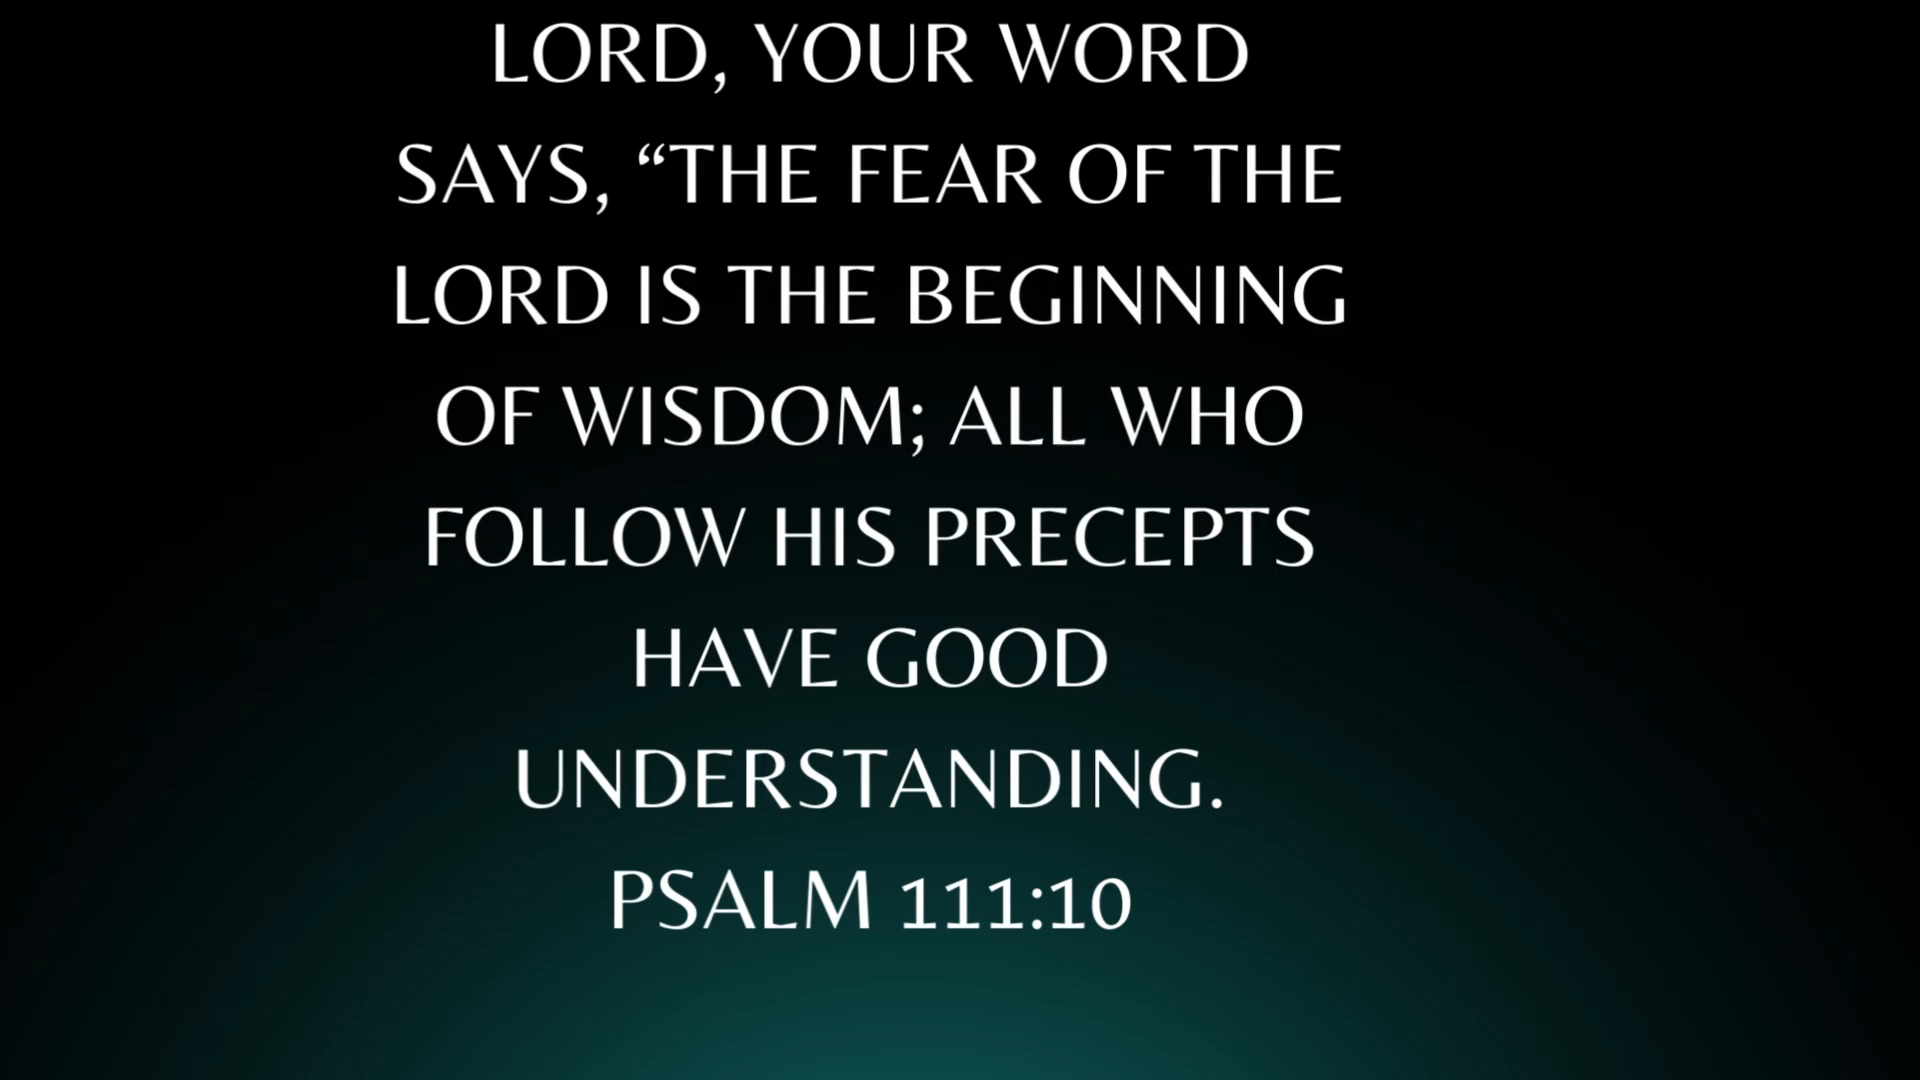 LORD, YOUR WORD
SAYS, “THE FEAR OF THE
LORD IS THE BEGINNING
OF WISDOM; ALL WHO
FOLLOW HIS PRECEPTS
HAVE GOOD
UNDERSTANDING.
PSALM 111:10